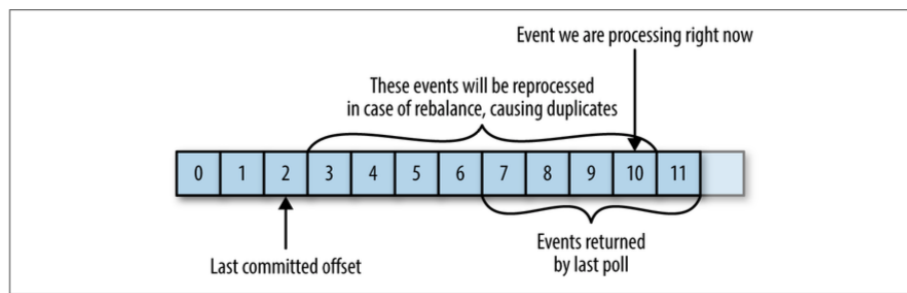 Event we are processing right now
These events will be reprocessed
in case of rebalance, causing duplicates
0 1 2 3 4 5 6 7 8 9 10 11
Last committed offset
Events returned
by last poll